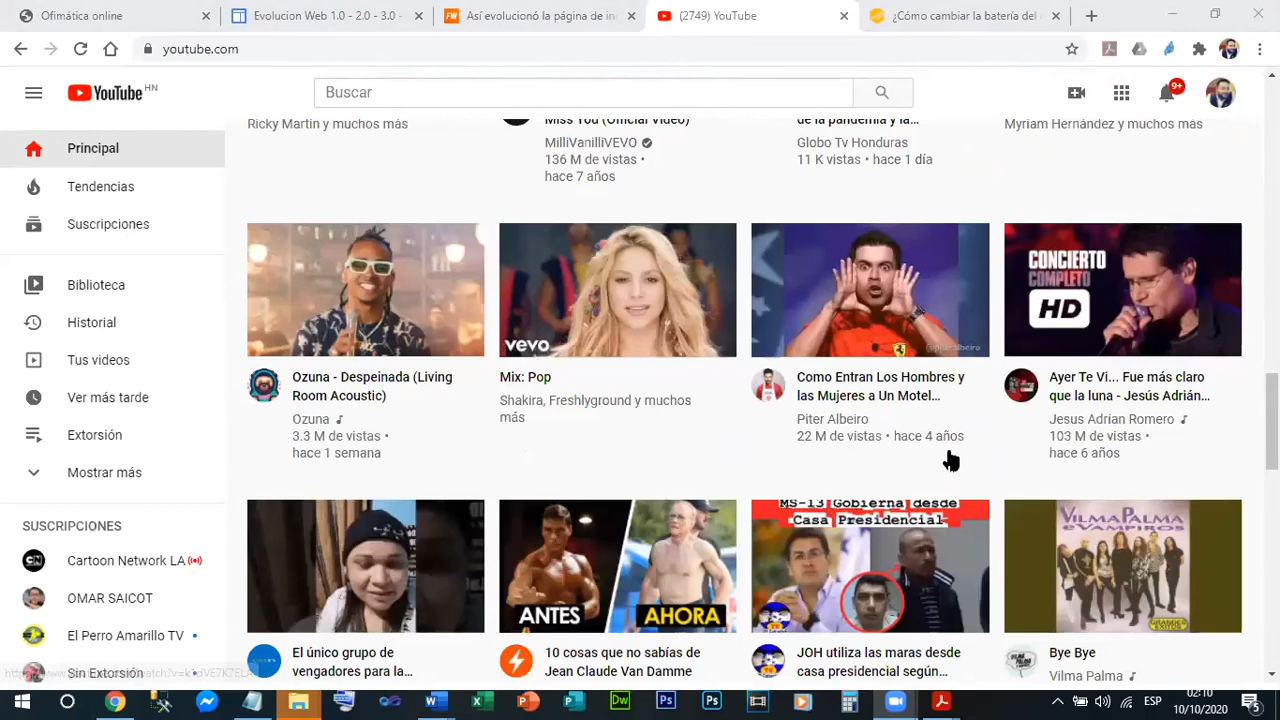 Ofimática online
Evolucion Web 1.0 - 2.0 - 3.0
Así evolucionó la página de in
(2749) YouTube
¿Cómo cambiar la batería del
youtube.com
YouTube HN
Buscar
9+
Principal
Tendencias
Suscripciones
Biblioteca
Historial
Tus videos
Ver más tarde
Extorsión
Mostrar más
SUSCRIPCIONES
Cartoon Network LA
OMAR SAICOT
El Perro Amarillo TV
Sin Extorsión
Ricky Martin y muchos más
Miss You (Official Video)
MilliVanilliVEVO
136 M de vistas •
hace 7 años
de la pandemia y la...
Globo Tv Honduras
11 K vistas • hace 1 día
Myriam Hernández y muchos más
vevo
CONCIERTO
COMPLETO
HD
Ozuna - Despeinada (Living
Room Acoustic)
Ozuna
3.3 M de vistas •
hace 1 semana
Mix: Pop
Shakira, Freshlyground y muchos
más
Como Entran Los Hombres y
las Mujeres a Un Motel...
Piter Albeiro
22 M de vistas • hace 4 años
Ayer Te Vi... Fue más claro
que la luna - Jesús Adrián...
Jesus Adrian Romero
103 M de vistas •
hace 6 años
ANTES
AHORA
MS-13 Gobierna desde
Casa Presidencial
VILMA PALMA
E VAMPIROS
GRANDES
EXITOS
El único grupo de
vengadores para la...
10 cosas que no sabías de
Jean Claude Van Damme
JOH utiliza las maras desde
casa presidencial según...
Bye Bye
Vilma Palma
ESP
02:10
10/10/2020
5